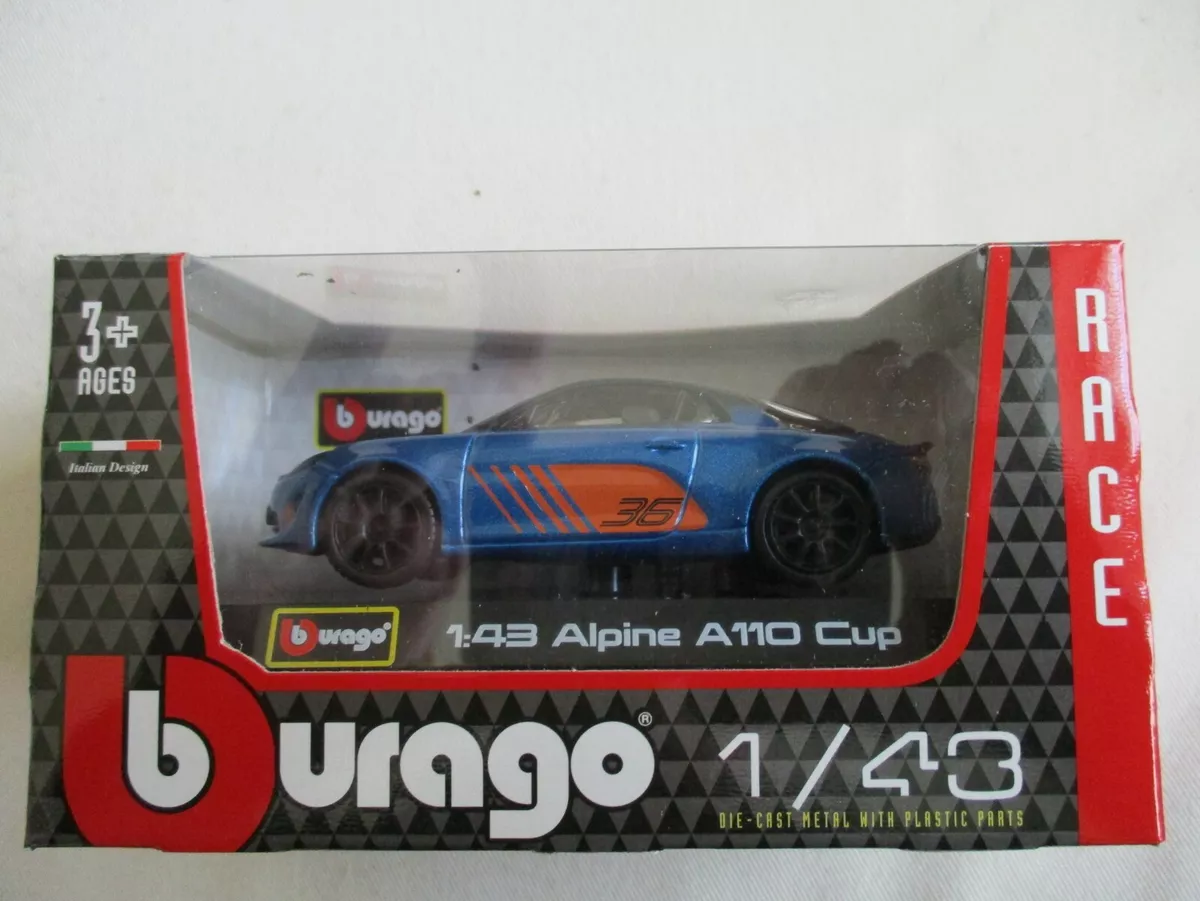 3+
AGES
Italian Design
burago
36
burago®
1:43 Alpine A110 Cup
burago®
1/43
DIE-CAST METAL WITH PLASTIC PARTS
RACE